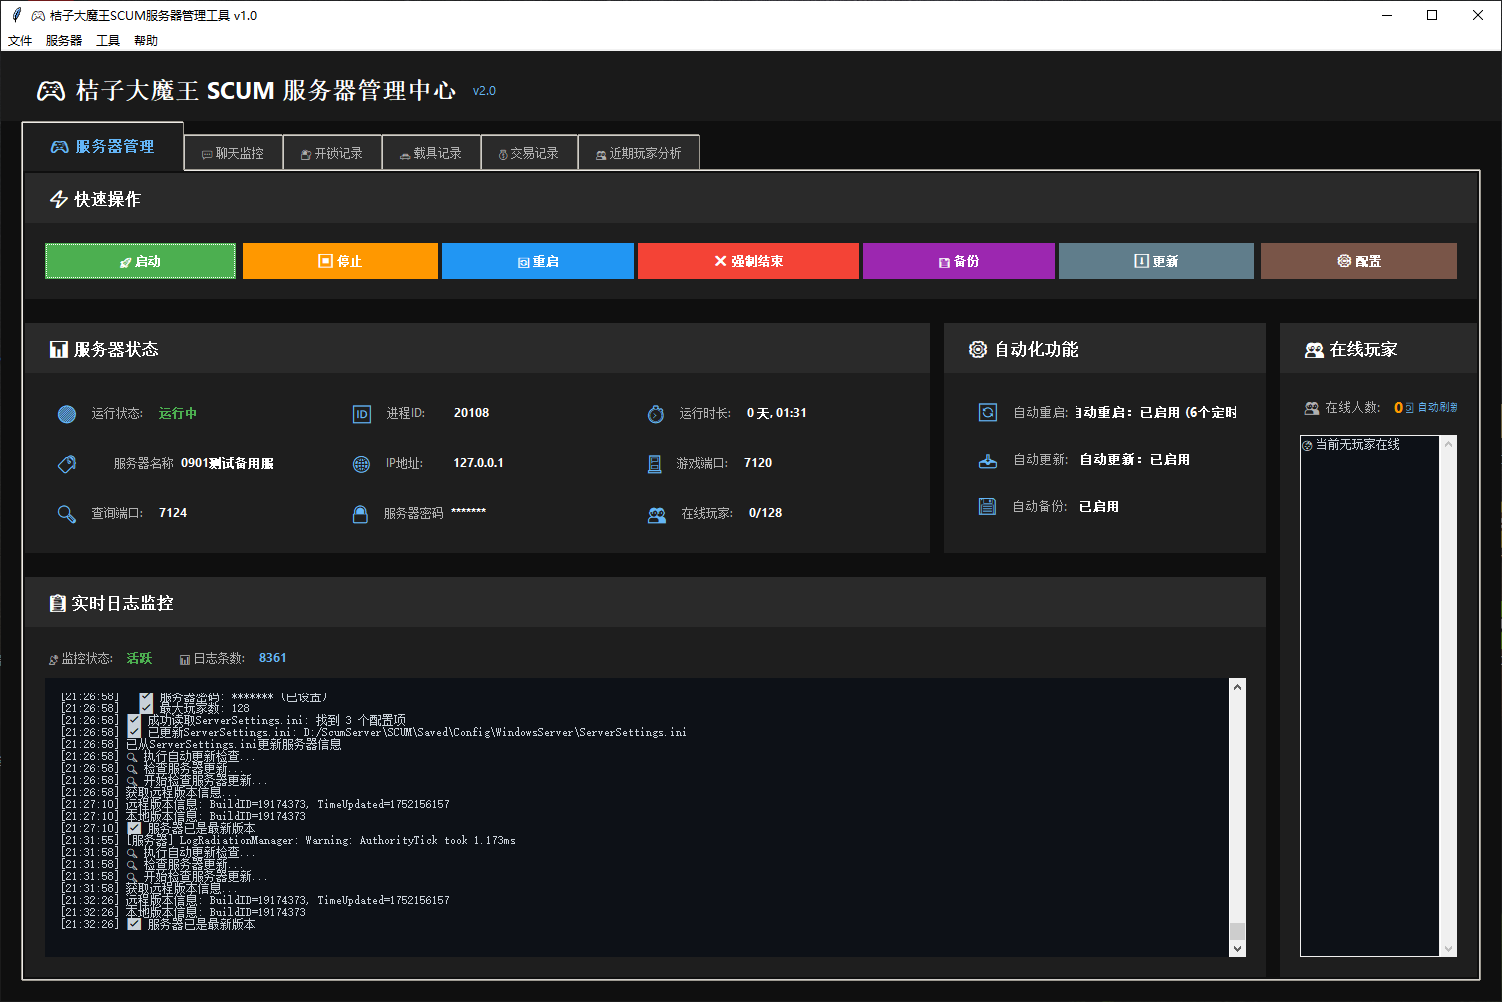 桔子大魔王SCUM服务器管理工具 v1.0
文件 服务器 工具 帮助
桔子大魔王 SCUM 服务器管理中心 v2.0
服务器管理 聊天监控 开锁记录 载具记录 交易记录 近期玩家分析
快速操作
启动 停止 重启 强制结束 备份 更新 配置
服务器状态
运行状态: 运行中 进程ID: 20108 运行时长: 0 天, 01:31
服务器名称 0901测试备用服 IP地址: 127.0.0.1 游戏端口: 7120
查询端口: 7124 服务器密码 ******* 在线玩家: 0/128
自动化功能
自动重启: 自动重启: 已启用 (6个定时
自动更新: 自动更新: 已启用
自动备份: 已启用
在线玩家
在线人数: 0 自动刷新
当前无玩家在线
实时日志监控
监控状态: 活跃 日志条数: 8361
[21:26:58] 服务器密码: ******* (已设置)
[21:26:58] 最大玩家数: 128
[21:26:58] 成功读取ServerSettings.ini: 找到 3 个配置项
[21:26:58] 已更新ServerSettings.ini: D:/ScumServer\SCUM\Saved\Config\WindowsServer\ServerSettings.ini
[21:26:58] 已从ServerSettings.ini更新服务器信息
[21:26:58] 执行自动更新检查...
[21:26:58] 检查服务器更新...
[21:26:58] 开始检查服务器更新...
[21:26:58] 获取远程版本信息...
[21:27:10] 远程版本信息: BuildID=19174373, TimeUpdated=1752156157
[21:27:10] 本地版本信息: BuildID=19174373
[21:27:10] 服务器已是最新版本
[21:31:55] [服务器] LogRadiationManager: Warning: AuthorityTick took 1.173ms
[21:31:58] 执行自动更新检查...
[21:31:58] 检查服务器更新...
[21:31:58] 开始检查服务器更新...
[21:31:58] 获取远程版本信息...
[21:32:26] 远程版本信息: BuildID=19174373, TimeUpdated=1752156157
[21:32:26] 本地版本信息: BuildID=19174373
[21:32:26] 服务器已是最新版本